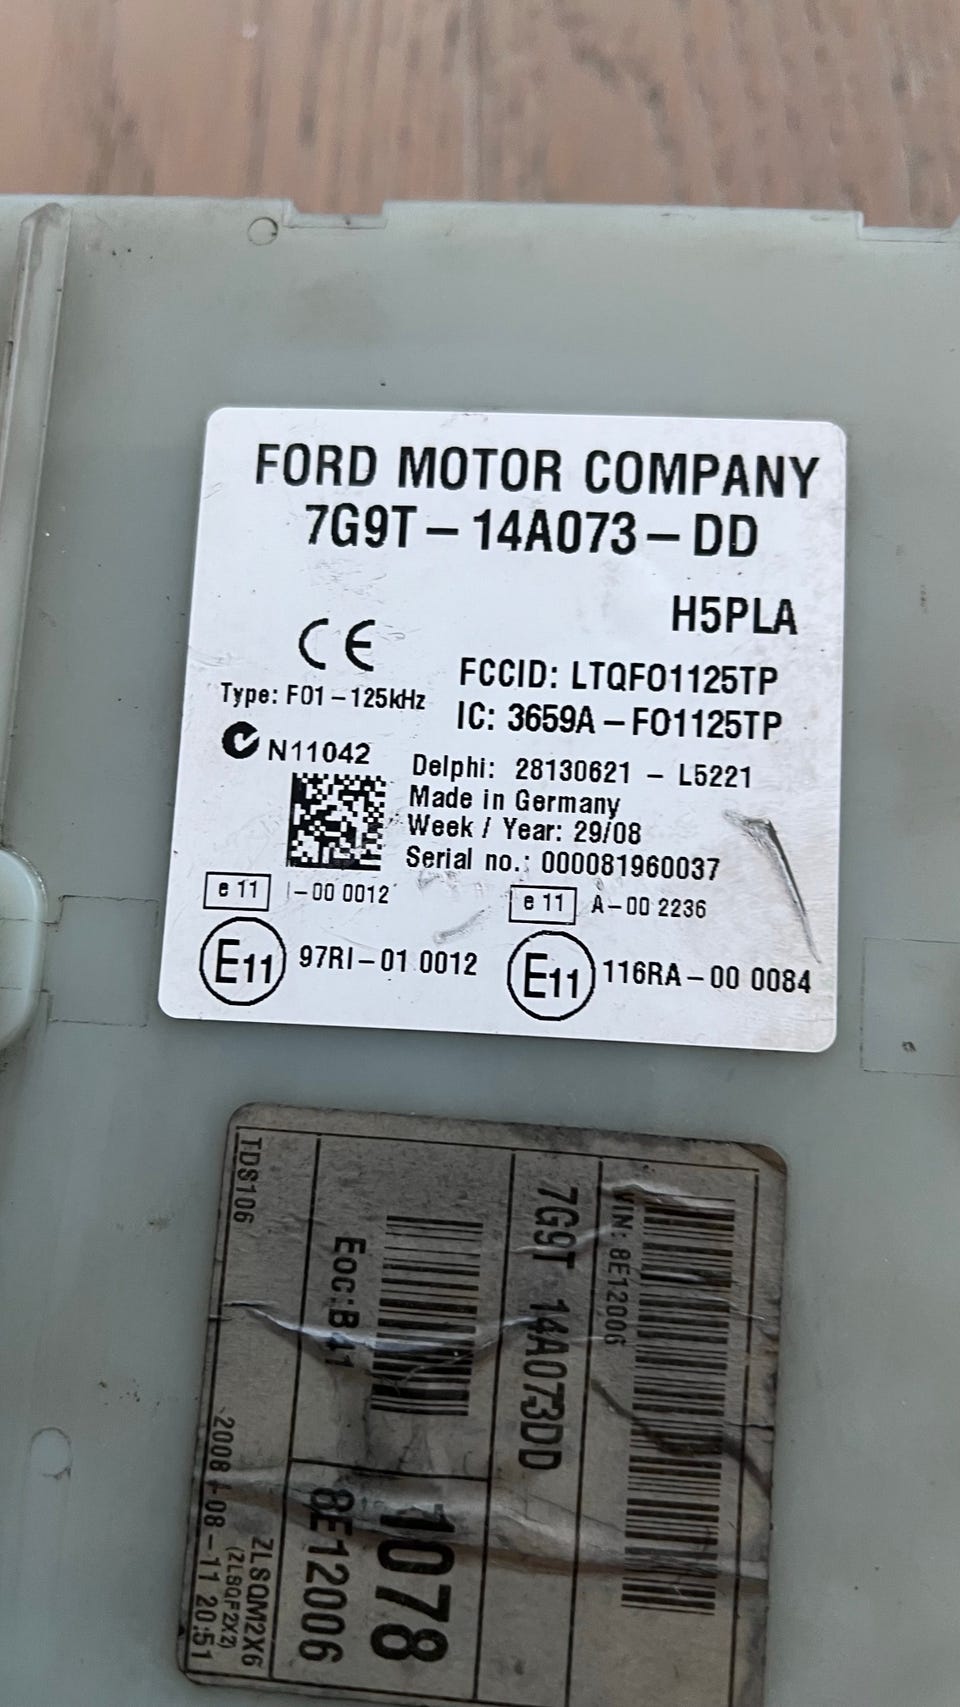 FORD MOTOR COMPANY
7G9T – 14A073 – DD
H5PLA
CE
FCCID: LTQFO1125TP
Type: F01 – 125kHz
IC: 3659A – FO1125TP
N11042
Delphi: 28130621 – L5221
Made in Germany
Week / Year: 29/08
Serial no.: 000081960037
e 11 I–00 0012
e 11 A–00 2236
E11 97RI–01 0012
E11 116RA–00 0084
VIN: 8E12006
7G9T 14A073DD
1078
Eoc:B 41
8E12006
TDS106
2008-08-11 20:51
ZLSQM2X6
(ZLSQF2X2)